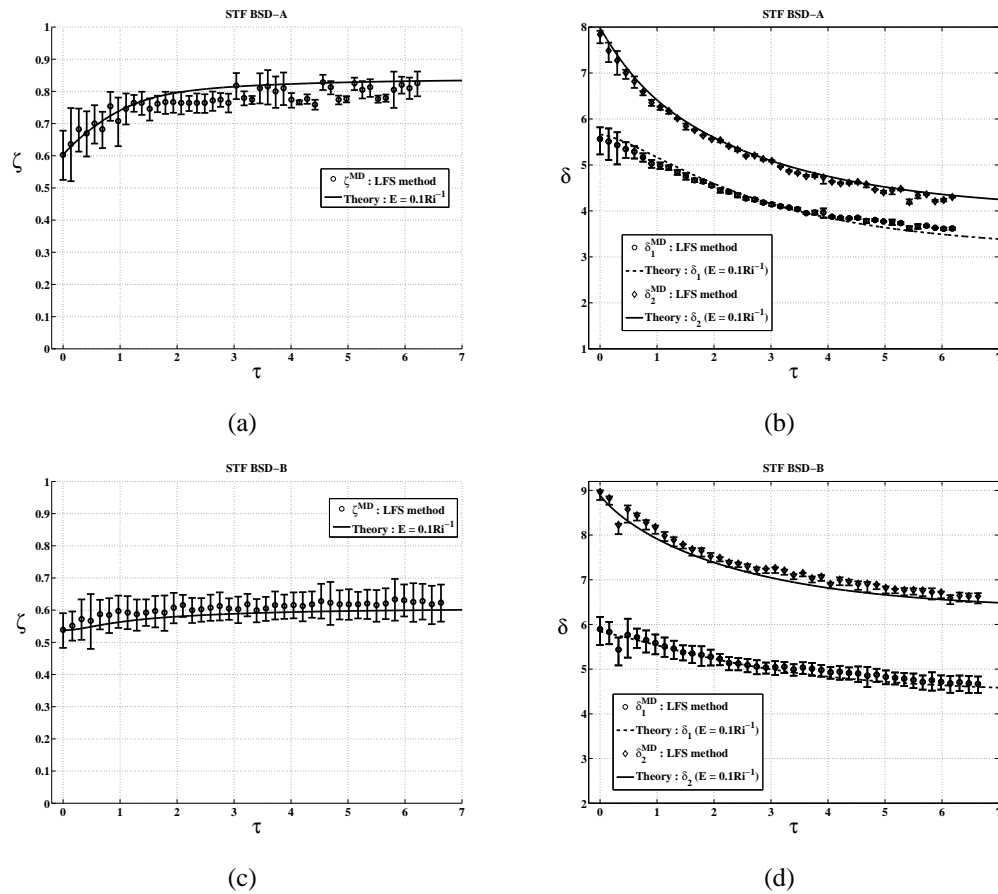 STF BSD−A
1
0.9
0.8
0.7
0.6
0.5
0.4
0.3
0.2
0.1
0
ζ
ζ^MD : LFS method
Theory : E = 0.1Ri^−1
0 1 2 3 4 5 6 7
τ
(a)
STF BSD−A
8
7
6
5
4
3
2
1
δ
δ_1^MD : LFS method
Theory : δ_1 (E = 0.1Ri^−1)
δ_2^MD : LFS method
Theory : δ_2 (E = 0.1Ri^−1)
0 1 2 3 4 5 6 7
τ
(b)
STF BSD−B
1
0.9
0.8
0.7
0.6
0.5
0.4
0.3
0.2
0.1
0
ζ
ζ^MD : LFS method
Theory : E = 0.1Ri^−1
0 1 2 3 4 5 6 7
τ
(c)
STF BSD−B
9
8
7
6
5
4
3
2
δ
δ_1^MD : LFS method
Theory : δ_1 (E = 0.1Ri^−1)
δ_2^MD : LFS method
Theory : δ_2 (E = 0.1Ri^−1)
0 1 2 3 4 5 6 7
τ
(d)